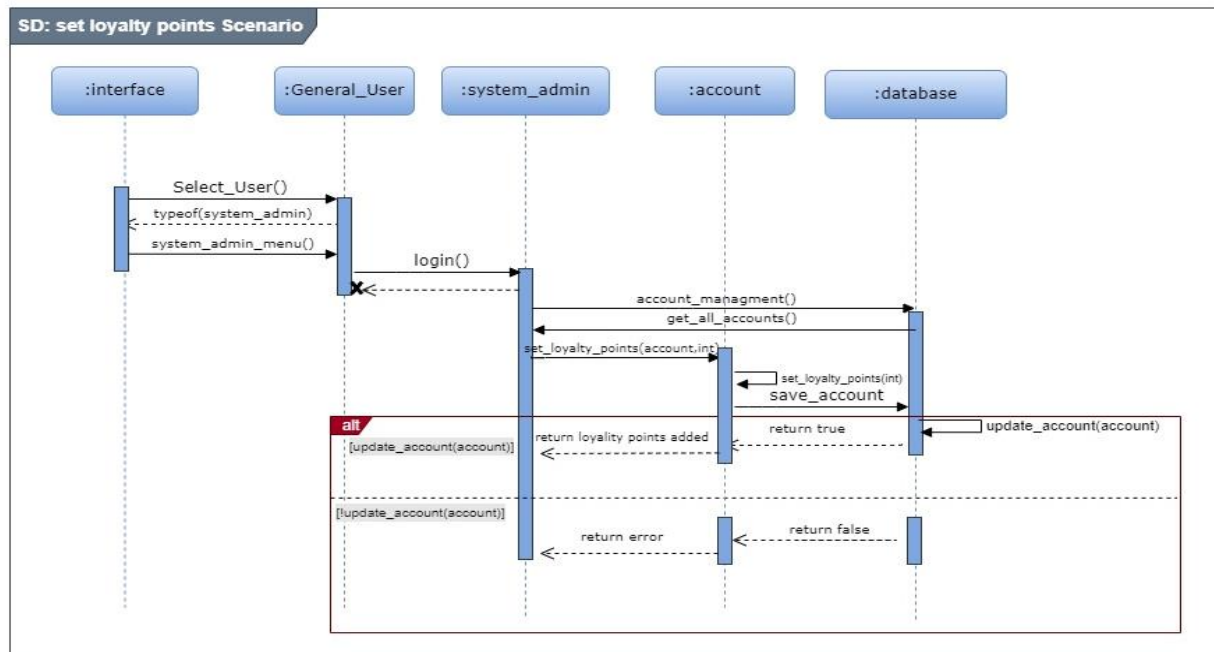 SD: set loyalty points Scenario
:interface
:General_User
:system_admin
:account
:database
Select_User()
typeof(system_admin)
system_admin_menu()
login()
account_managment()
get_all_accounts()
set_loyalty_points(account,int)
set_loyalty_points(int)
save_account
alt
[update_account(account)]
return loyality points added
return true
update_account(account)
[!update_account(account)]
return error
return false